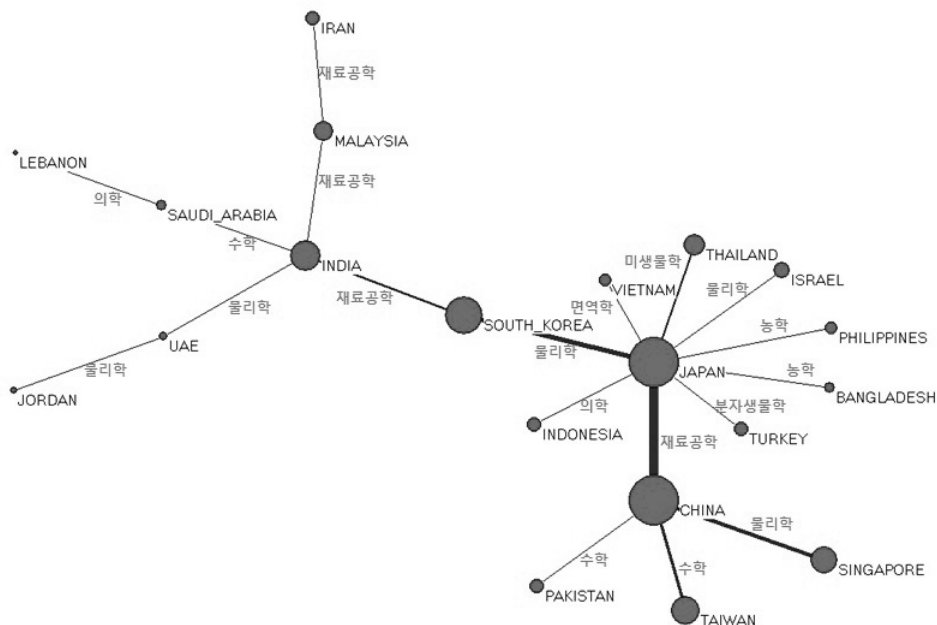 IRAN
재료공학
MALAYSIA
LEBANON
재료공학
의학
SAUDI_ARABIA
수학
INDIA
물리학
재료공학
UAE
물리학
JORDAN
SOUTH_KOREA
물리학
미생물학
THAILAND
물리학
ISRAEL
VIETNAM
면역학
농학
PHILIPPINES
JAPAN
농학
BANGLADESH
의학
INDONESIA
분자생물학
TURKEY
재료공학
CHINA
물리학
SINGAPORE
수학
PAKISTAN
수학
TAIWAN